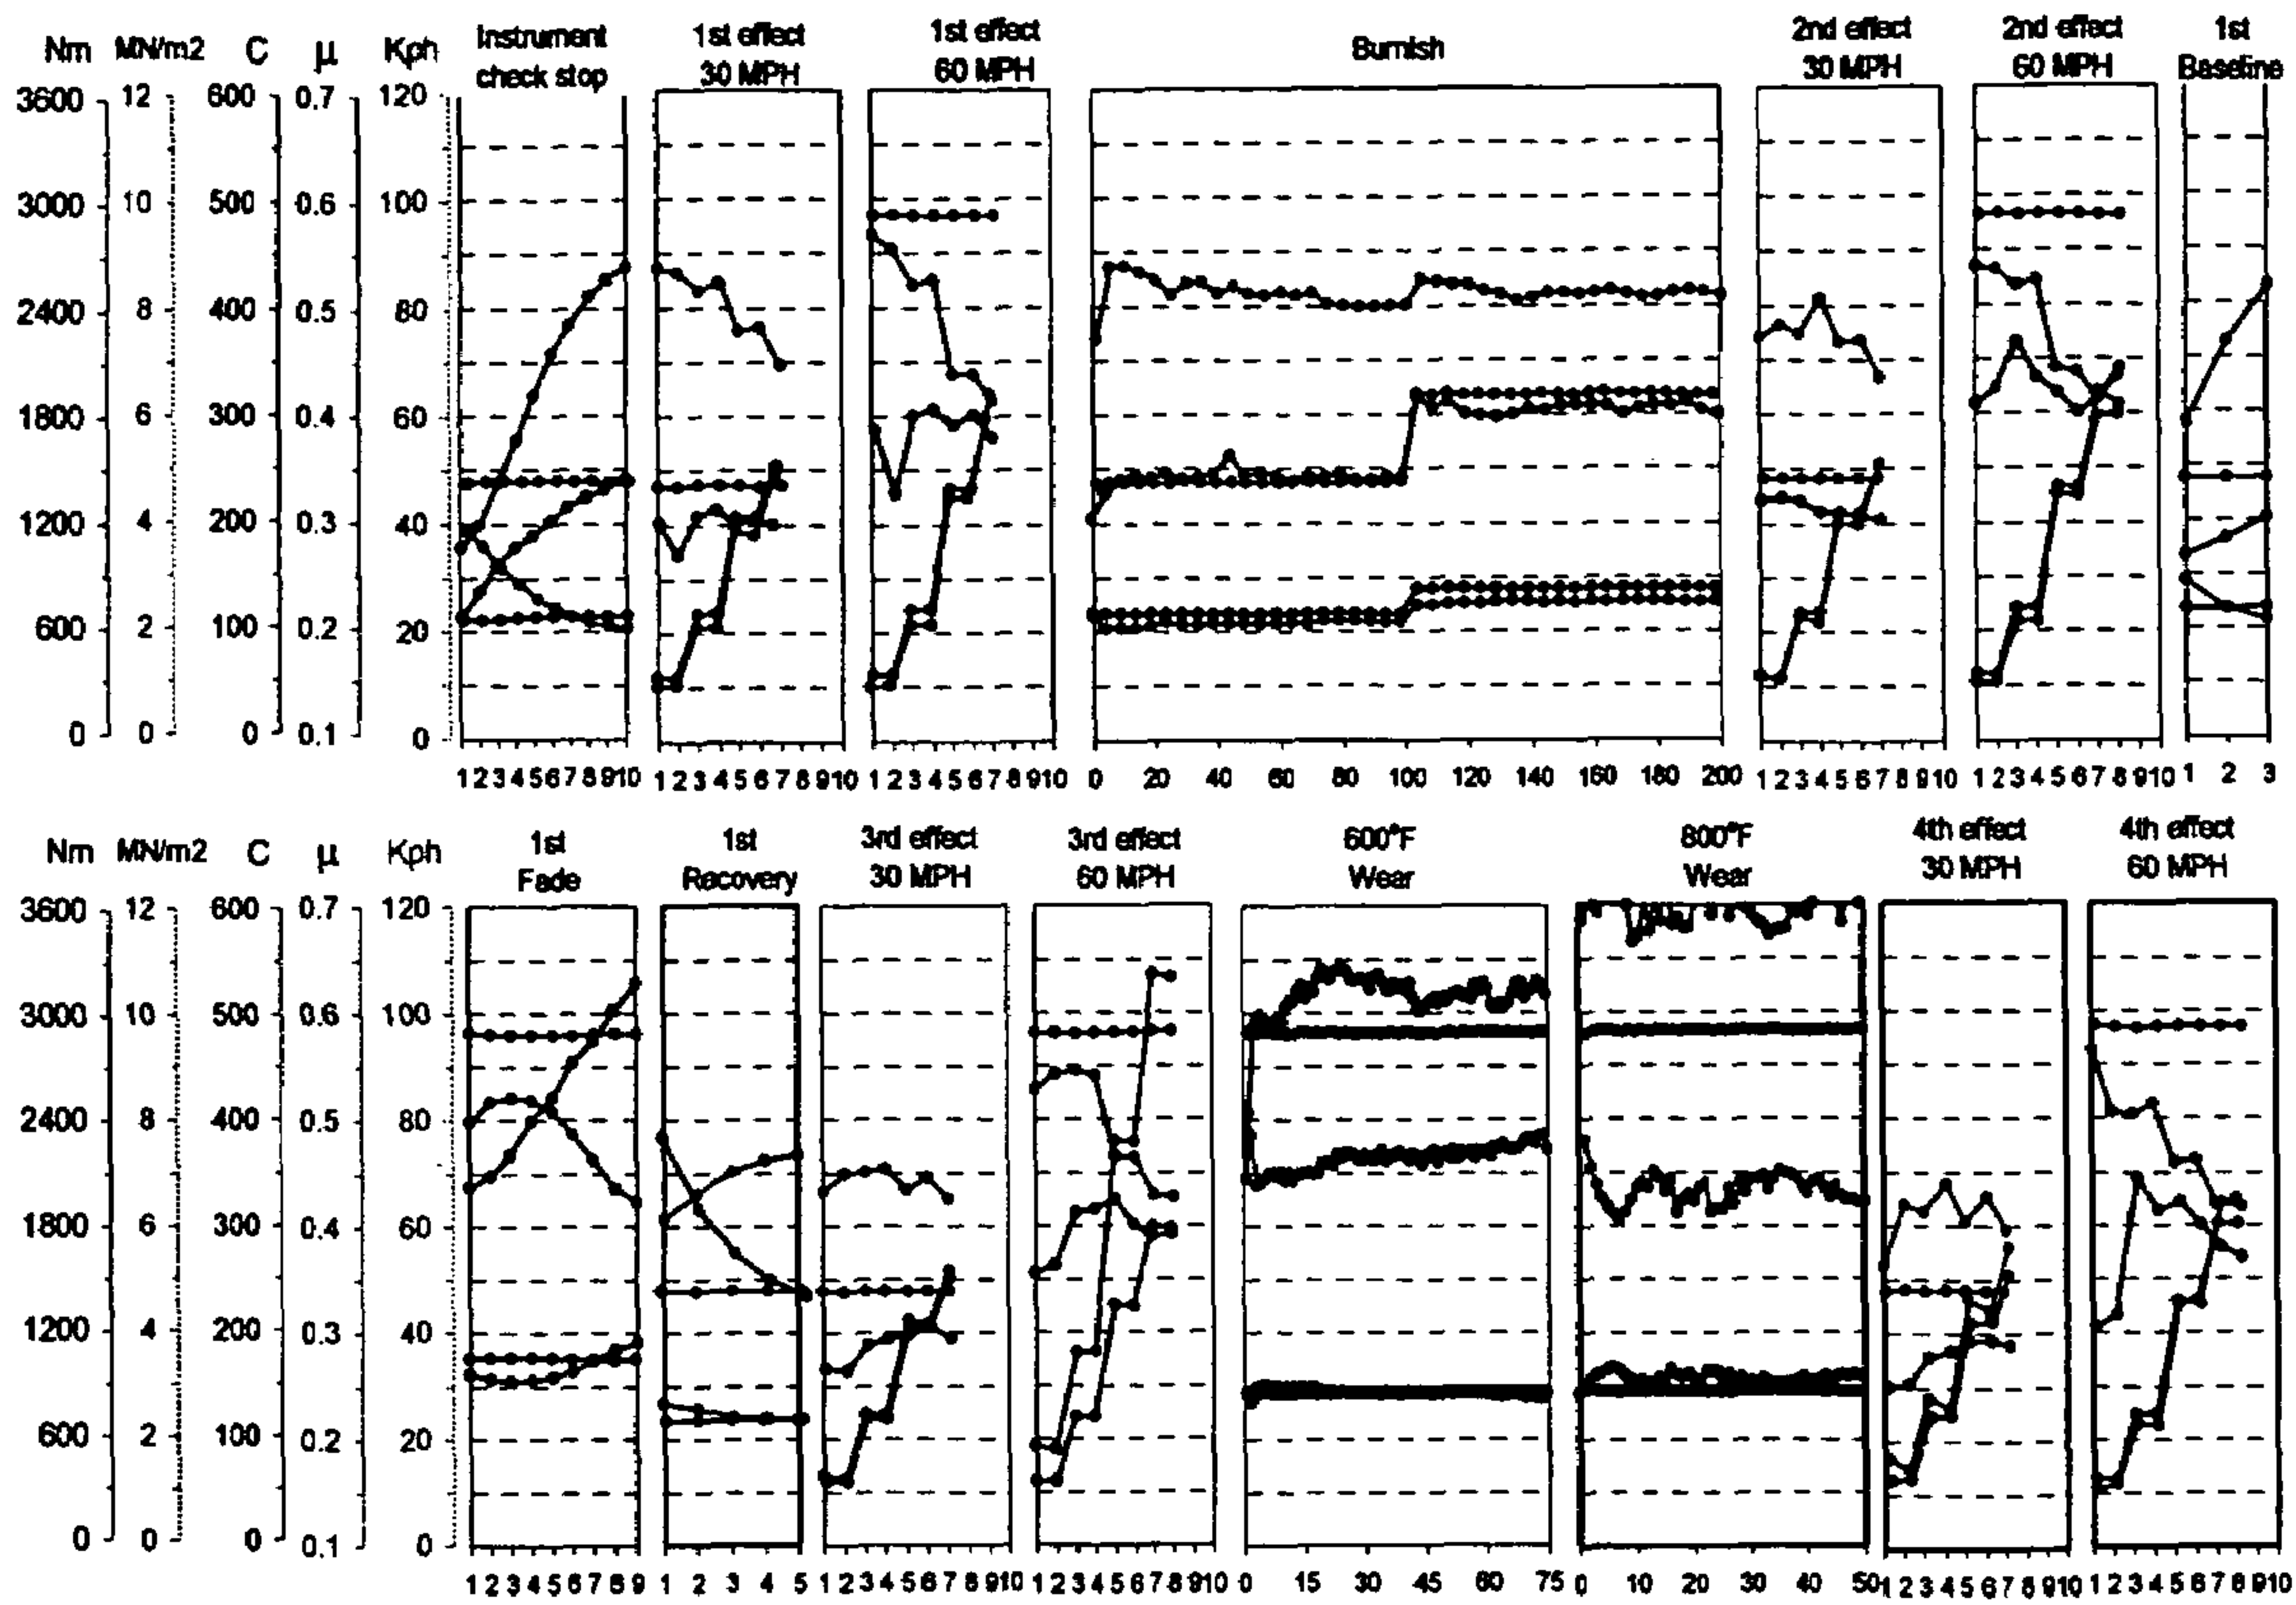 Nm MN/m2 C µ Kph Instrument check stop 1st effect 30 MPH 1st effect 60 MPH Burnish 2nd effect 30 MPH 2nd effect 60 MPH 1st Baseline
3600 12 600 0.7 120
3000 10 500 0.6 100
2400 8 400 0.5 80
1800 6 300 0.4 60
1200 4 200 0.3 40
600 2 100 0.2 20
0 0 0 0.1 0
1 2 3 4 5 6 7 8 9 10 1 2 3 4 5 6 7 8 9 10 1 2 3 4 5 6 7 8 9 10 0 20 40 60 80 100 120 140 160 180 200 1 2 3 4 5 6 7 8 9 10 1 2 3 4 5 6 7 8 9 10 1 2 3
Nm MN/m2 C µ Kph 1st Fade 1st Recovery 3rd effect 30 MPH 3rd effect 60 MPH 600°F Wear 800°F Wear 4th effect 30 MPH 4th effect 60 MPH
3600 12 600 0.7 120
3000 10 500 0.6 100
2400 8 400 0.5 80
1800 6 300 0.4 60
1200 4 200 0.3 40
600 2 100 0.2 20
0 0 0 0.1 0
1 2 3 4 5 6 7 8 9 1 2 3 4 5 1 2 3 4 5 6 7 8 9 10 1 2 3 4 5 6 7 8 9 10 0 15 30 45 60 75 0 10 20 30 40 50 1 2 3 4 5 6 7 8 9 10 1 2 3 4 5 6 7 8 9 10